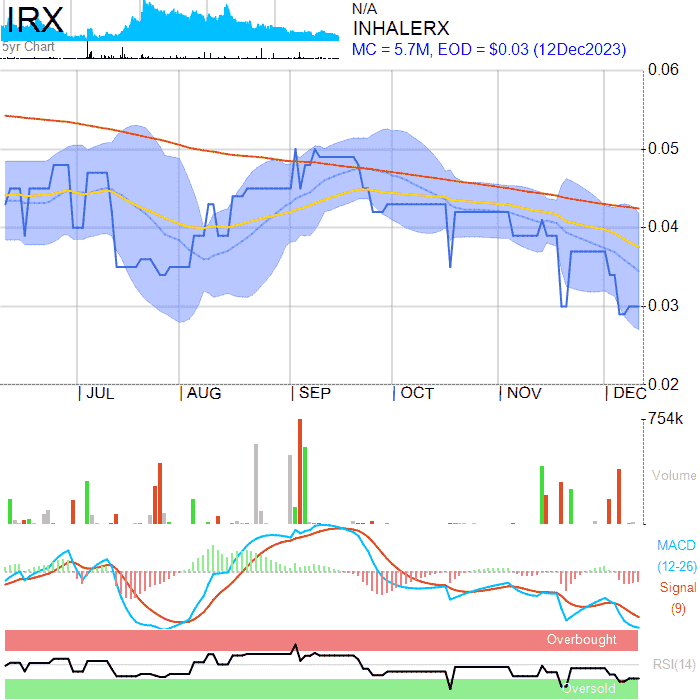 IRX
5yr Chart
N/A
INHALERX
MC = 5.7M, EOD = $0.03 (12Dec2023)
0.06
0.05
0.04
0.03
0.02
JUL
AUG
SEP
OCT
NOV
DEC
754k
Volume
MACD
(12-26)
Signal
(9)
Overbought
RSI(14)
Oversold